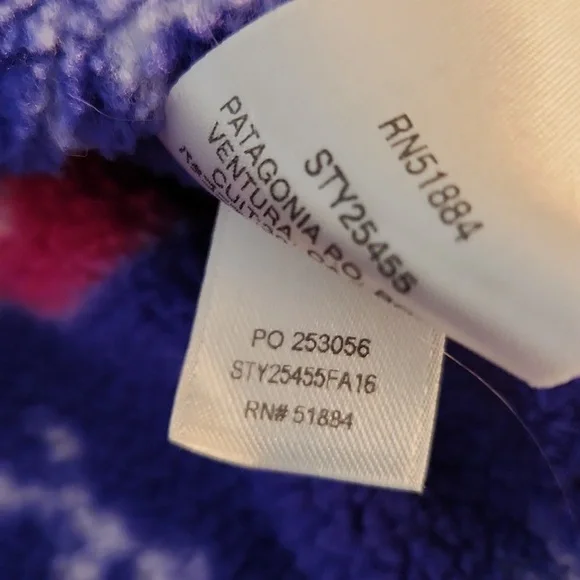 RN51884
STY25455
PATAGONIA P.O.
VENTURA
PO 253056
STY25455FA16
RN# 51884